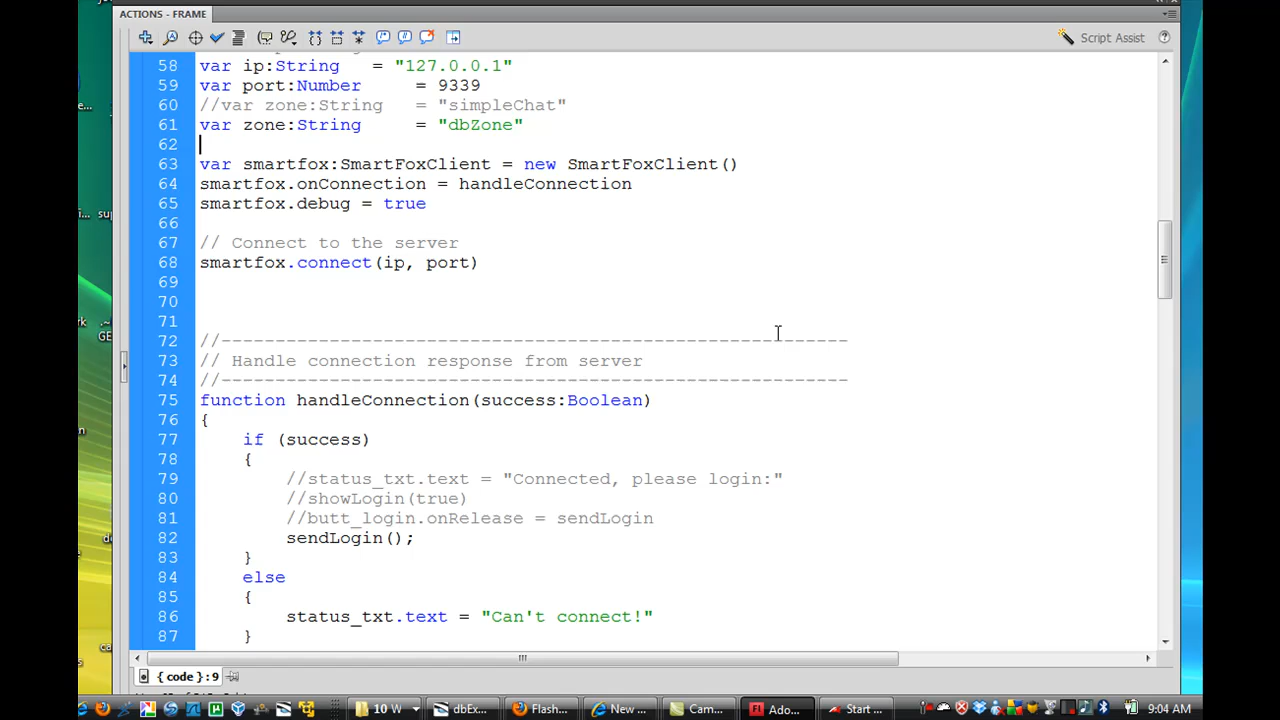 ACTIONS - FRAME
Script Assist
58 var ip:String = "127.0.0.1"
59 var port:Number = 9339
60 //var zone:String = "simpleChat"
61 var zone:String = "dbZone"
62
63 var smartfox:SmartFoxClient = new SmartFoxClient()
64 smartfox.onConnection = handleConnection
65 smartfox.debug = true
66
67 // Connect to the server
68 smartfox.connect(ip, port)
69
70
71
72 //----------------------------------------------------------
73 // Handle connection response from server
74 //----------------------------------------------------------
75 function handleConnection(success:Boolean)
76 {
77 if (success)
78 {
79 //status_txt.text = "Connected, please login:"
80 //showLogin(true)
81 //butt_login.onRelease = sendLogin
82 sendLogin();
83 }
84 else
85 {
86 status_txt.text = "Can't connect!"
87 }
{ code } : 9
10 W dbEx... Flash... New ... Cam... Ado... Start ... 9:04 AM